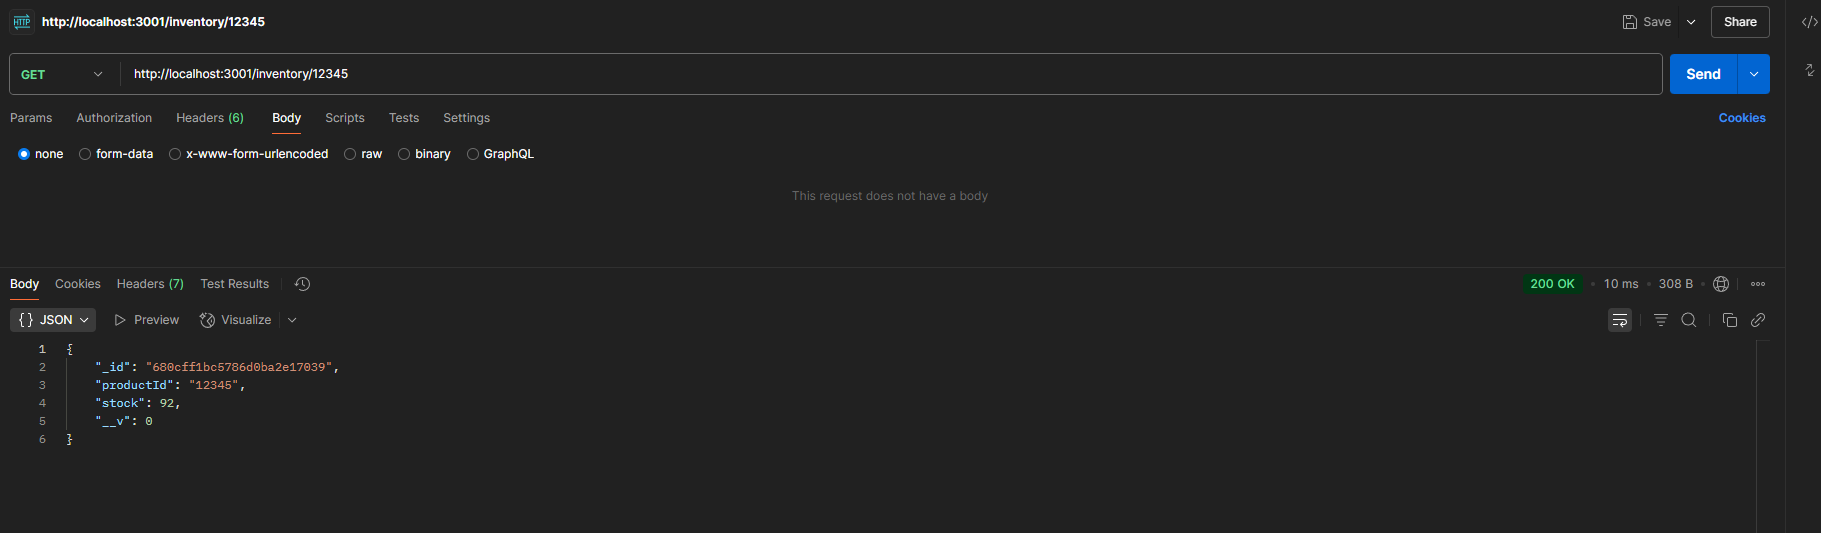 HTTP http://localhost:3001/inventory/12345 Save Share
GET http://localhost:3001/inventory/12345 Send
Params Authorization Headers (6) Body Scripts Tests Settings Cookies
none form-data x-www-form-urlencoded raw binary GraphQL
This request does not have a body
Body Cookies Headers (7) Test Results 200 OK • 10 ms • 308 B •
{ } JSON Preview Visualize
1 {
2 "_id": "680cff1bc5786d0ba2e17039",
3 "productId": "12345",
4 "stock": 92,
5 "__v": 0
6 }